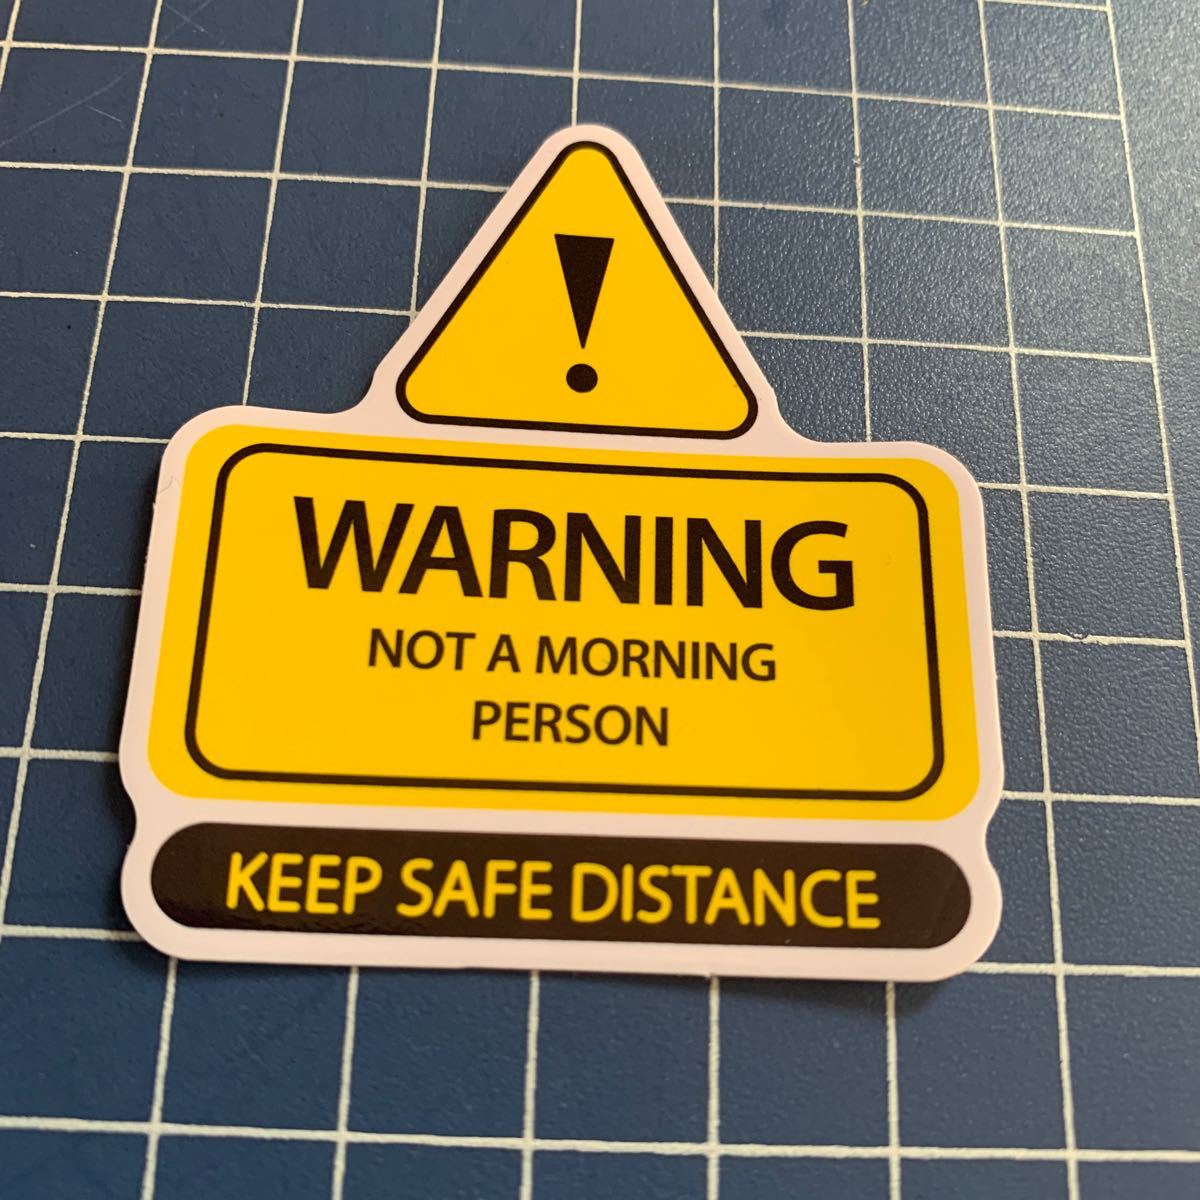 !
WARNING
NOT A MORNING
PERSON
KEEP SAFE DISTANCE